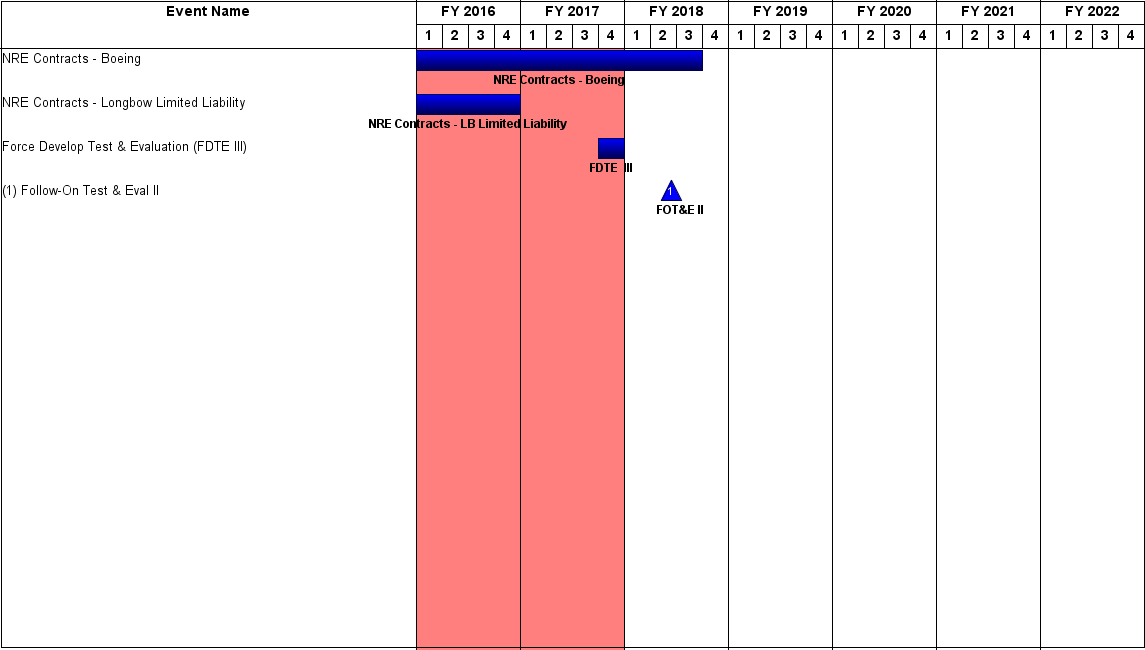 Event Name FY 2016 FY 2017 FY 2018 FY 2019 FY 2020 FY 2021 FY 2022
1 2 3 4 1 2 3 4 1 2 3 4 1 2 3 4 1 2 3 4 1 2 3 4 1 2 3 4
NRE Contracts - Boeing
NRE Contracts - Boeing
NRE Contracts - Longbow Limited Liability
NRE Contracts - LB Limited Liability
Force Develop Test & Evaluation (FDTE III)
FDTE III
(1) Follow-On Test & Eval II 1
FOT&E II